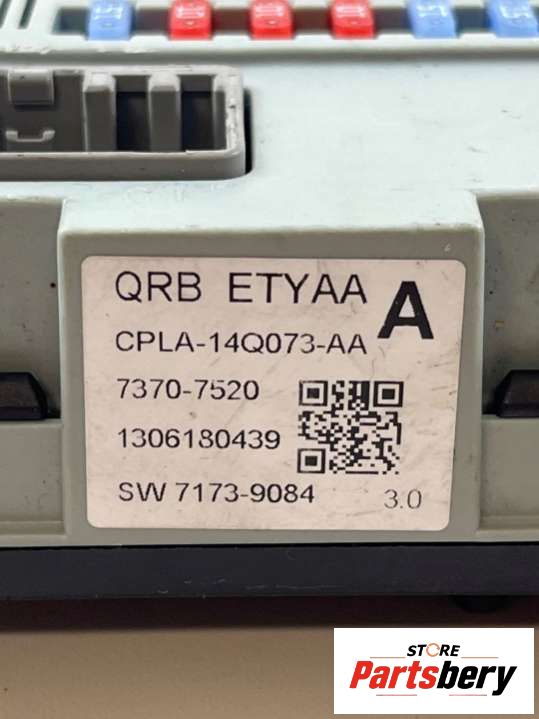 QRB ETYAA
A
CPLA-14Q073-AA
7370-7520
1306180439
SW 7173-9084 3.0
STORE
Partsbery